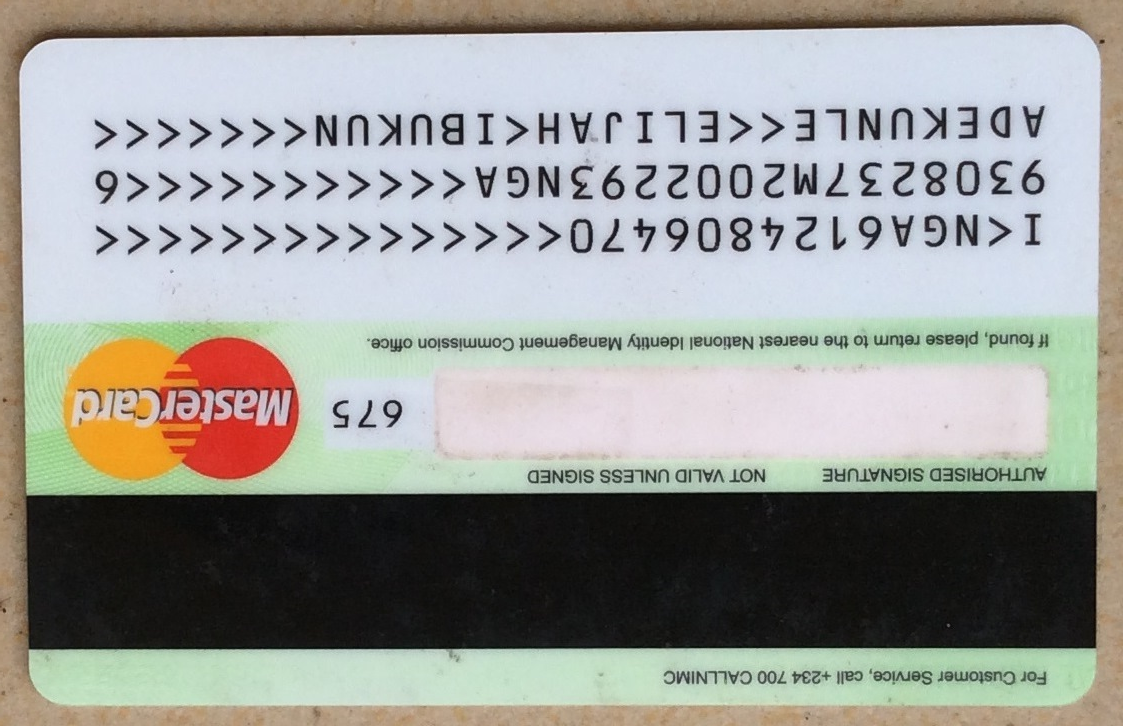 For Customer Service, call +234 700 CALLNIMC
AUTHORISED SIGNATURE NOT VALID UNLESS SIGNED
675 MasterCard
If found, please return to the nearest National Identity Management Commission office.
I<NGA6124806470<<<<<<<<<<<<<<<
9308237M2002293NGA<<<<<<<<<<<6
ADEKUNLE<<ELIJAH<IBUKUN<<<<<<<